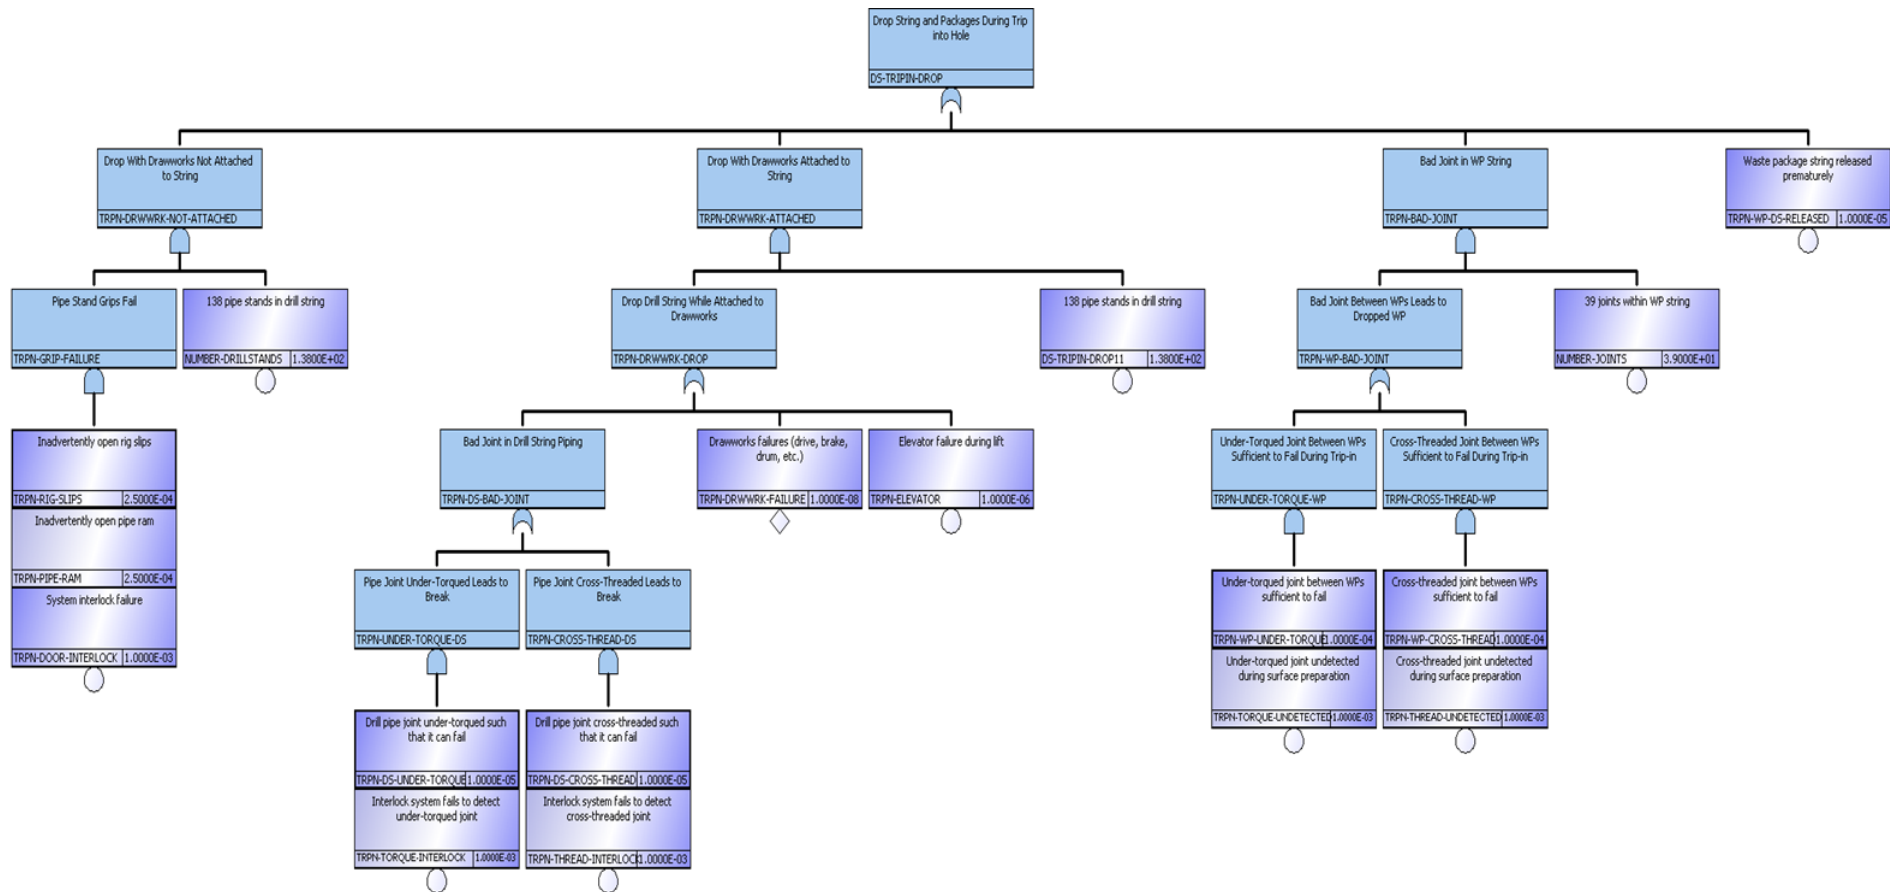 Drop String and Packages During Trip
into Hole
DS-TRIPIN-DROP
Drop With Drawworks Not Attached
to String
TRPN-DRWWRK-NOT-ATTACHED
Drop With Drawworks Attached to
String
TRPN-DRWWRK-ATTACHED
Bad Joint in WP String
TRPN-BAD-JOINT
Waste package string released
prematurely
TRPN-WP-DS-RELEASED 1.0000E-05
Pipe Stand Grips Fail
TRPN-GRIP-FAILURE
138 pipe stands in drill string
NUMBER-DRILLSTANDS 1.3800E+02
Drop Drill String While Attached to
Drawworks
TRPN-DRWWRK-DROP
138 pipe stands in drill string
DS-TRIPIN-DROP11 1.3800E+02
Bad Joint Between WPs Leads to
Dropped WP
TRPN-WP-BAD-JOINT
39 joints within WP string
NUMBER-JOINTS 3.9000E+01
Inadvertently open rig slips
TRPN-RIG-SLIPS 2.5000E-04
Inadvertently open pipe ram
TRPN-PIPE-RAM 2.5000E-04
System interlock failure
TRPN-DOOR-INTERLOCK 1.0000E-03
Bad Joint in Drill String Piping
TRPN-DS-BAD-JOINT
Drawworks failures (drive, brake,
drum, etc.)
TRPN-DRWWRK-FAILURE 1.0000E-08
Elevator failure during lift
TRPN-ELEVATOR 1.0000E-06
Under-Torqued Joint Between WPs
Sufficient to Fail During Trip-in
TRPN-UNDER-TORQUE-WP
Cross-Threaded Joint Between WPs
Sufficient to Fail During Trip-in
TRPN-CROSS-THREAD-WP
Pipe Joint Under-Torqued Leads to
Break
TRPN-UNDER-TORQUE-DS
Pipe Joint Cross-Threaded Leads to
Break
TRPN-CROSS-THREAD-DS
Under-torqued joint between WPs
sufficient to fail
TRPN-WP-UNDER-TORQUE 1.0000E-04
Under-torqued joint undetected
during surface preparation
TRPN-TORQUE-UNDETECTED 1.0000E-03
Cross-threaded joint between WPs
sufficient to fail
TRPN-WP-CROSS-THREAD 1.0000E-04
Cross-threaded joint undetected
during surface preparation
TRPN-THREAD-UNDETECTED 1.0000E-03
Drill pipe joint under-torqued such
that it can fail
TRPN-DS-UNDER-TORQUE 1.0000E-05
Interlock system fails to detect
under-torqued joint
TRPN-TORQUE-INTERLOCK 1.0000E-03
Drill pipe joint cross-threaded such
that it can fail
TRPN-DS-CROSS-THREAD 1.0000E-05
Interlock system fails to detect
cross-threaded joint
TRPN-THREAD-INTERLOCK 1.0000E-03